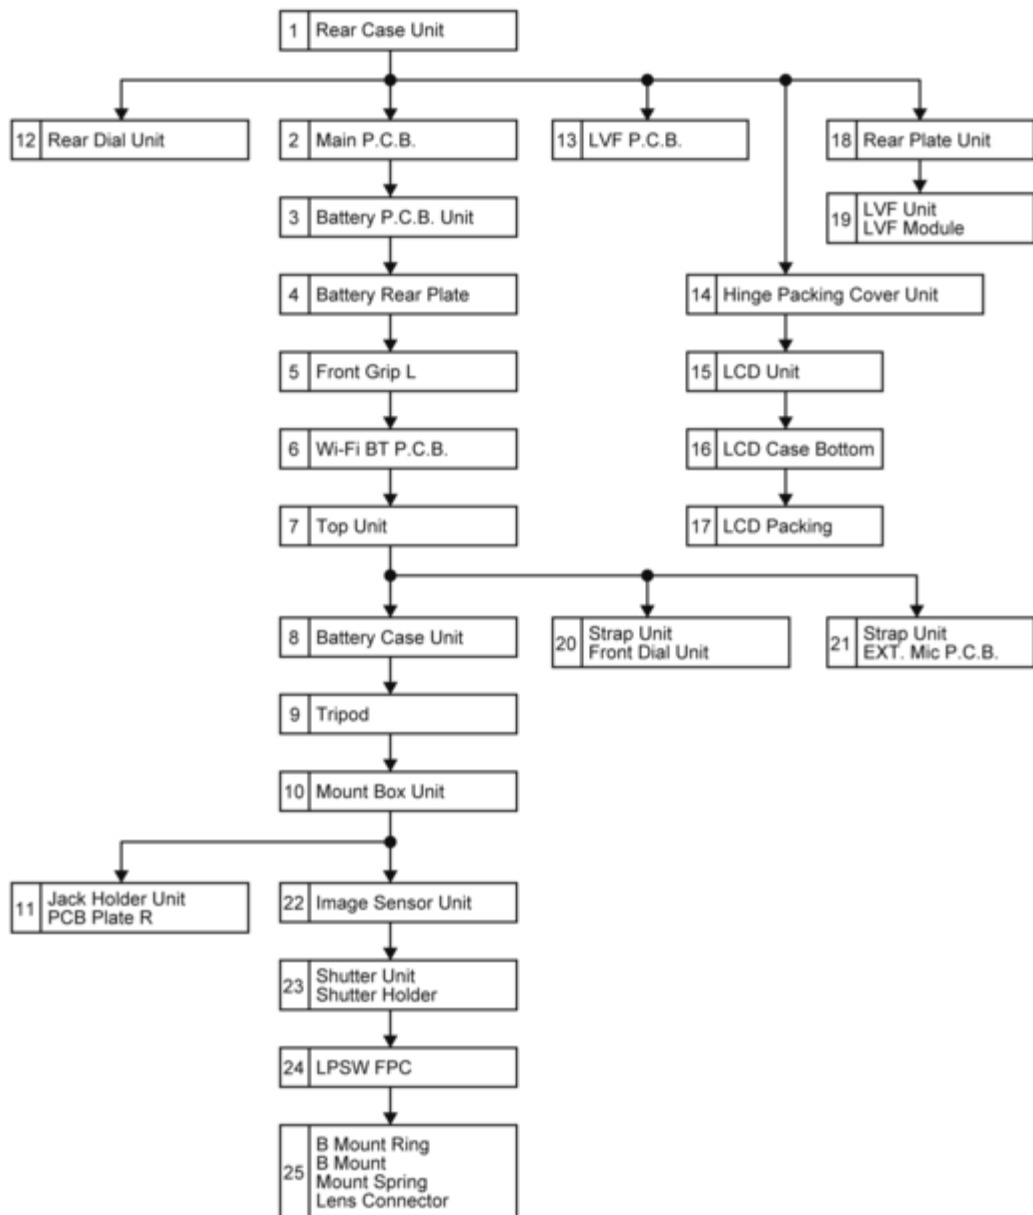 1 Rear Case Unit
12 Rear Dial Unit
2 Main P.C.B.
13 LVF P.C.B.
18 Rear Plate Unit
3 Battery P.C.B. Unit
19 LVF Unit
LVF Module
4 Battery Rear Plate
14 Hinge Packing Cover Unit
5 Front Grip L
15 LCD Unit
6 Wi-Fi BT P.C.B.
16 LCD Case Bottom
7 Top Unit
17 LCD Packing
8 Battery Case Unit
20 Strap Unit
Front Dial Unit
21 Strap Unit
EXT. Mic P.C.B.
9 Tripod
10 Mount Box Unit
11 Jack Holder Unit
PCB Plate R
22 Image Sensor Unit
23 Shutter Unit
Shutter Holder
24 LPSW FPC
25 B Mount Ring
B Mount
Mount Spring
Lens Connector